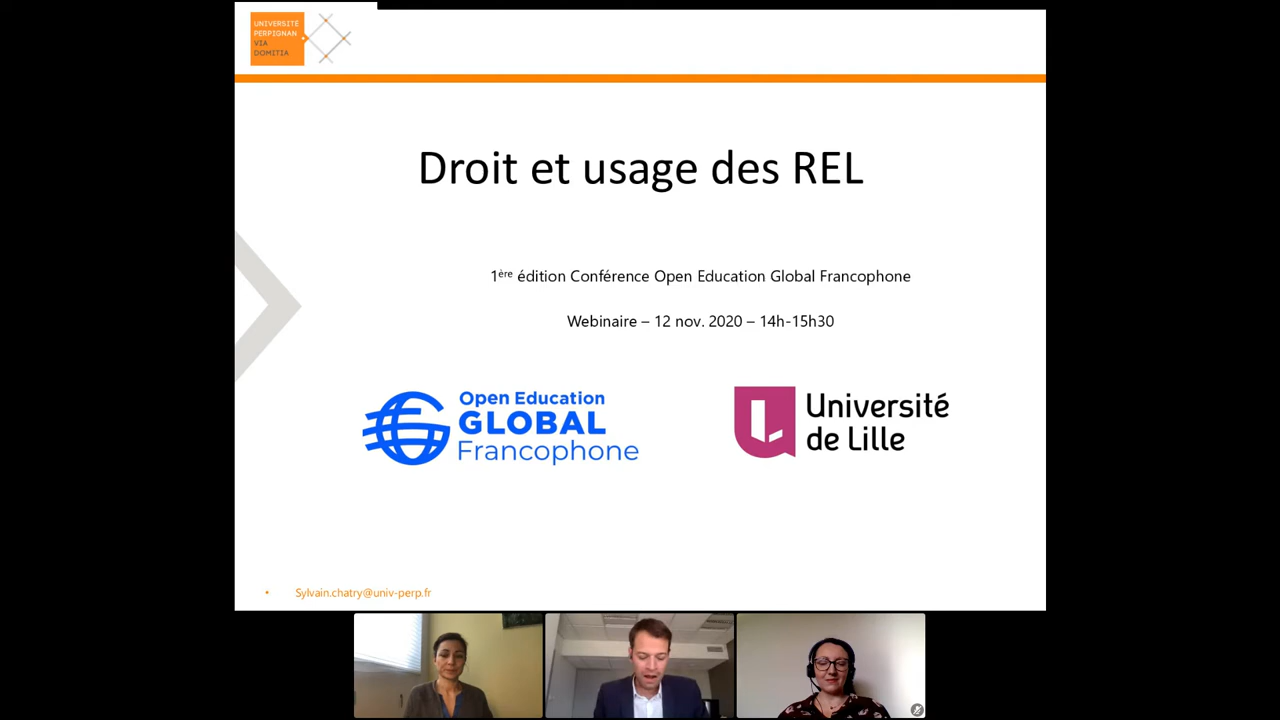 UNIVERSITÉ
PERPIGNAN
VIA
DOMITIA
Droit et usage des REL
1ère édition Conférence Open Education Global Francophone
Webinaire – 12 nov. 2020 – 14h-15h30
Open Education
GLOBAL
Francophone
Université
de Lille
• Sylvain.chatry@univ-perp.fr